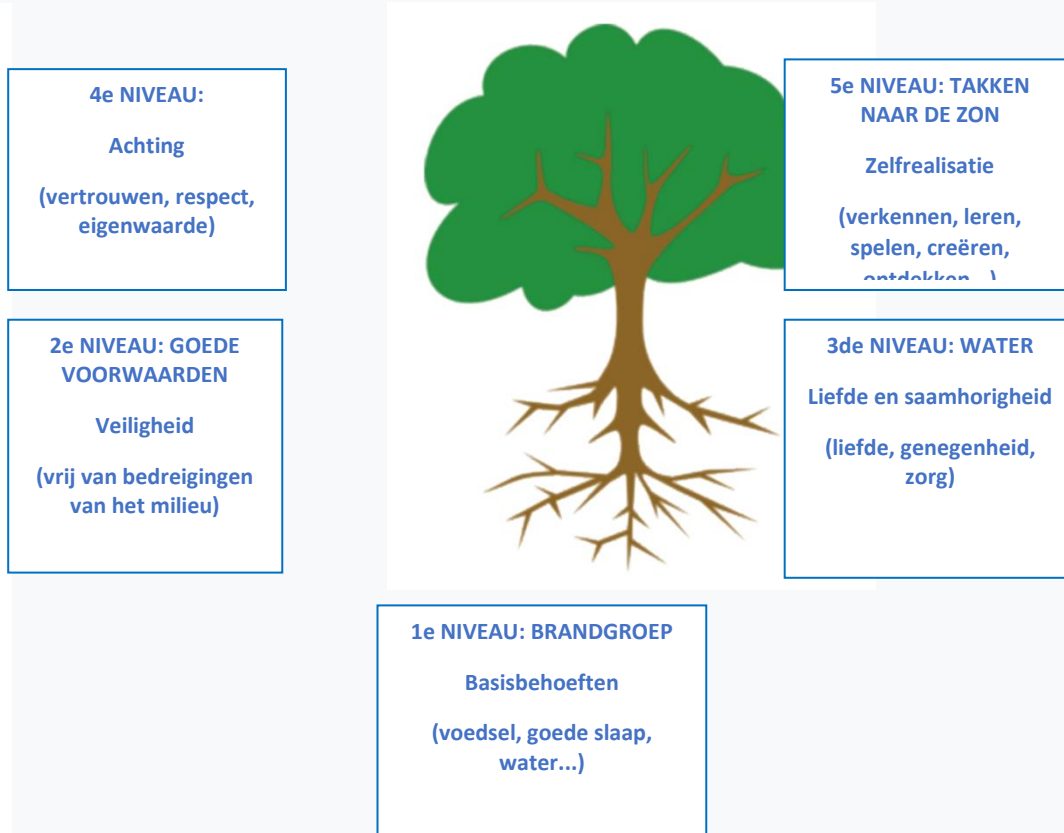 4e NIVEAU:
Achting
(vertrouwen, respect,
eigenwaarde)
5e NIVEAU: TAKKEN
NAAR DE ZON
Zelfrealisatie
(verkennen, leren,
spelen, creëren,
ontdekken...)
2e NIVEAU: GOEDE
VOORWAARDEN
Veiligheid
(vrij van bedreigingen
van het milieu)
3de NIVEAU: WATER
Liefde en saamhorigheid
(liefde, genegenheid,
zorg)
1e NIVEAU: BRANDGROEP
Basisbehoeften
(voedsel, goede slaap,
water...)